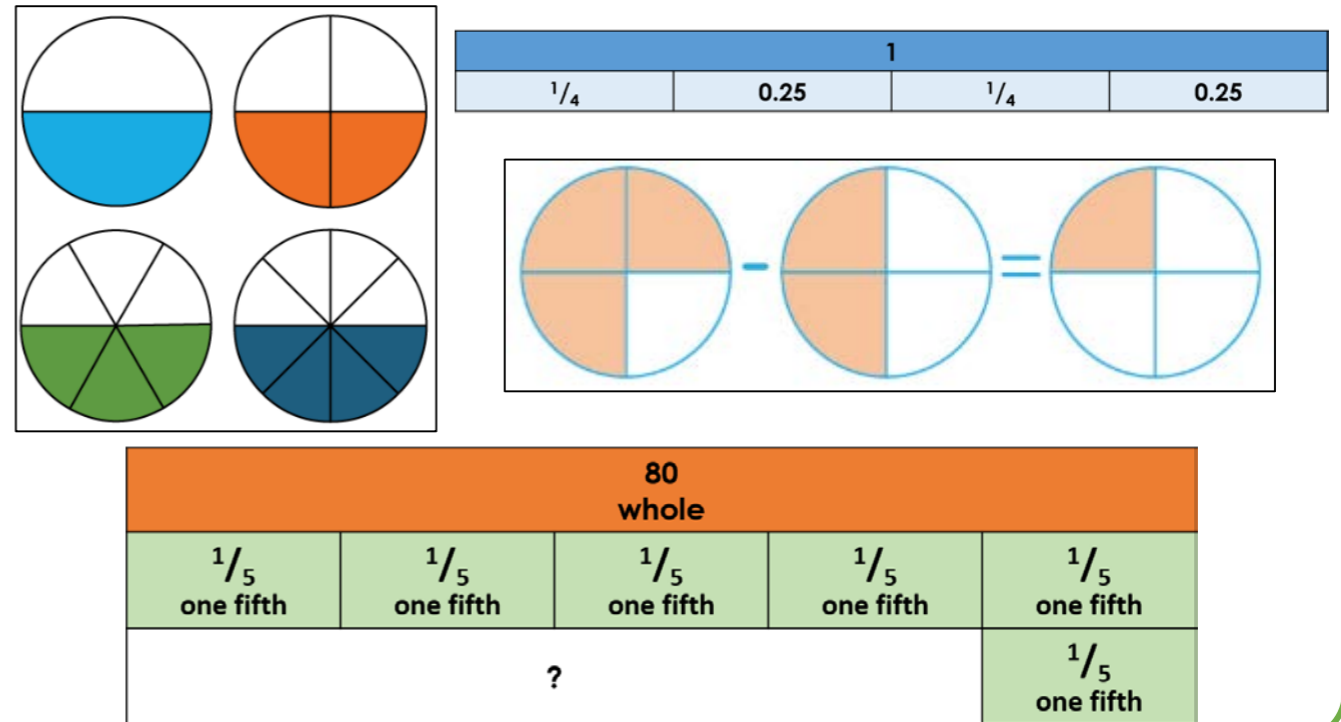 1
1/4 0.25 1/4 0.25
- =
80
whole
1/5 1/5 1/5 1/5 1/5
one fifth one fifth one fifth one fifth one fifth
? 1/5
one fifth